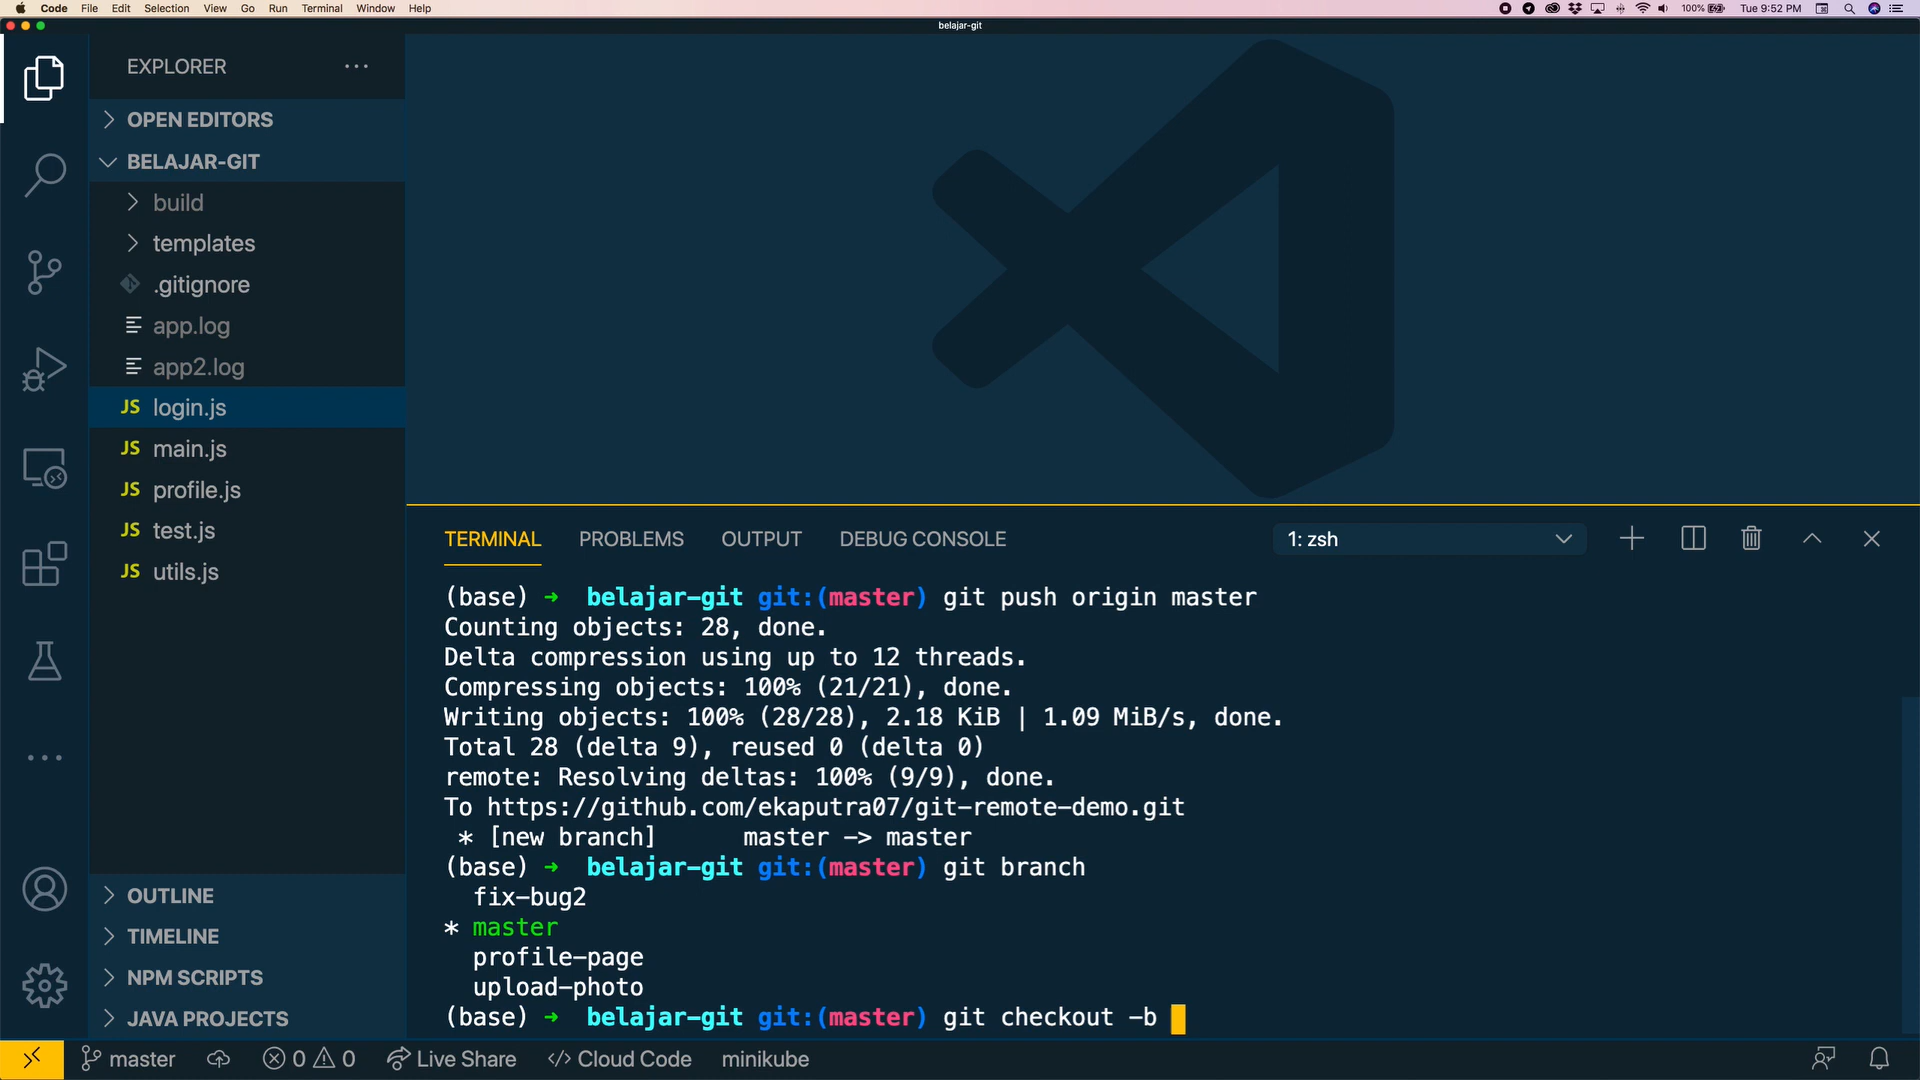 Code File Edit Selection View Go Run Terminal Window Help
100% Tue 9:52 PM
belajar-git
EXPLORER
OPEN EDITORS
BELAJAR-GIT
build
templates
.gitignore
app.log
app2.log
JS login.js
JS main.js
JS profile.js
JS test.js
JS utils.js
OUTLINE
TIMELINE
NPM SCRIPTS
JAVA PROJECTS
TERMINAL PROBLEMS OUTPUT DEBUG CONSOLE 1: zsh
(base) ➜ belajar-git git:(master) git push origin master
Counting objects: 28, done.
Delta compression using up to 12 threads.
Compressing objects: 100% (21/21), done.
Writing objects: 100% (28/28), 2.18 KiB | 1.09 MiB/s, done.
Total 28 (delta 9), reused 0 (delta 0)
remote: Resolving deltas: 100% (9/9), done.
To https://github.com/ekaputra07/git-remote-demo.git
* [new branch] master -> master
(base) ➜ belajar-git git:(master) git branch
fix-bug2
* master
profile-page
upload-photo
(base) ➜ belajar-git git:(master) git checkout -b
master 0 0 Live Share </> Cloud Code minikube